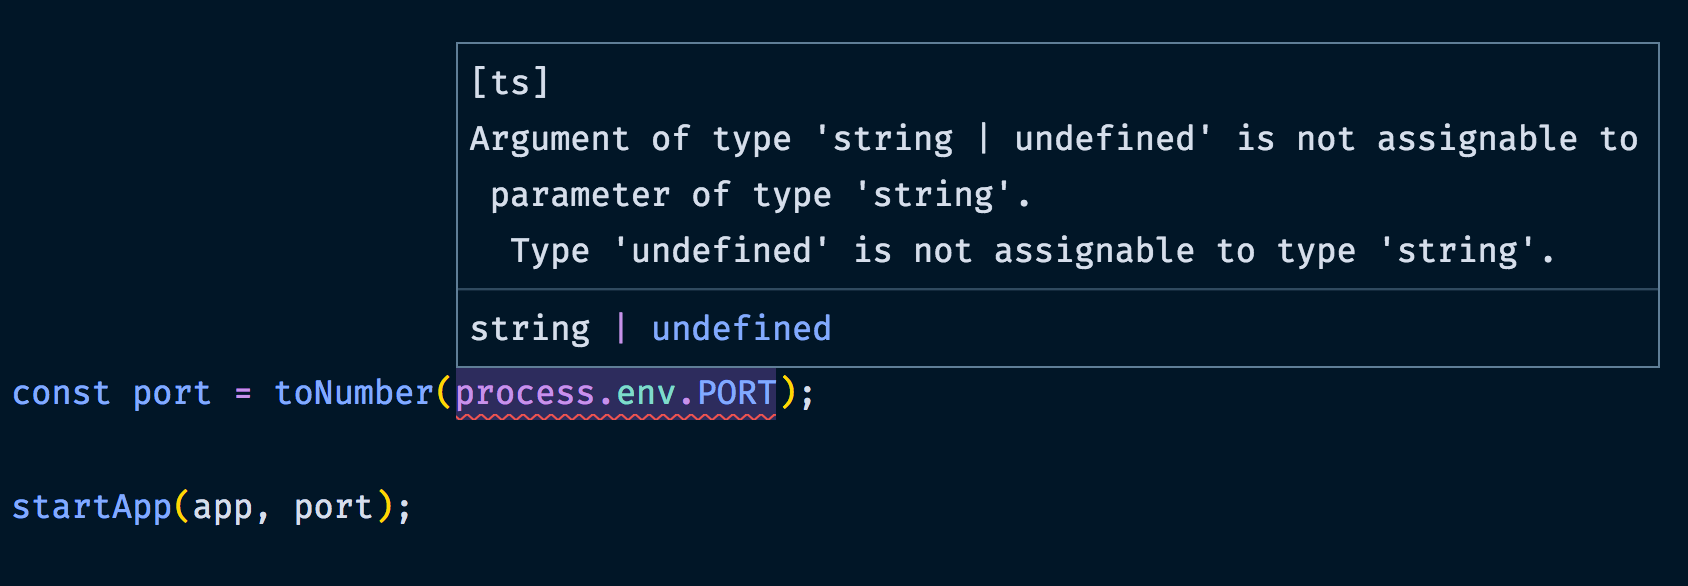 [ts]
Argument of type 'string | undefined' is not assignable to
parameter of type 'string'.
Type 'undefined' is not assignable to type 'string'.
string | undefined
const port = toNumber(process.env.PORT);
startApp(app, port);